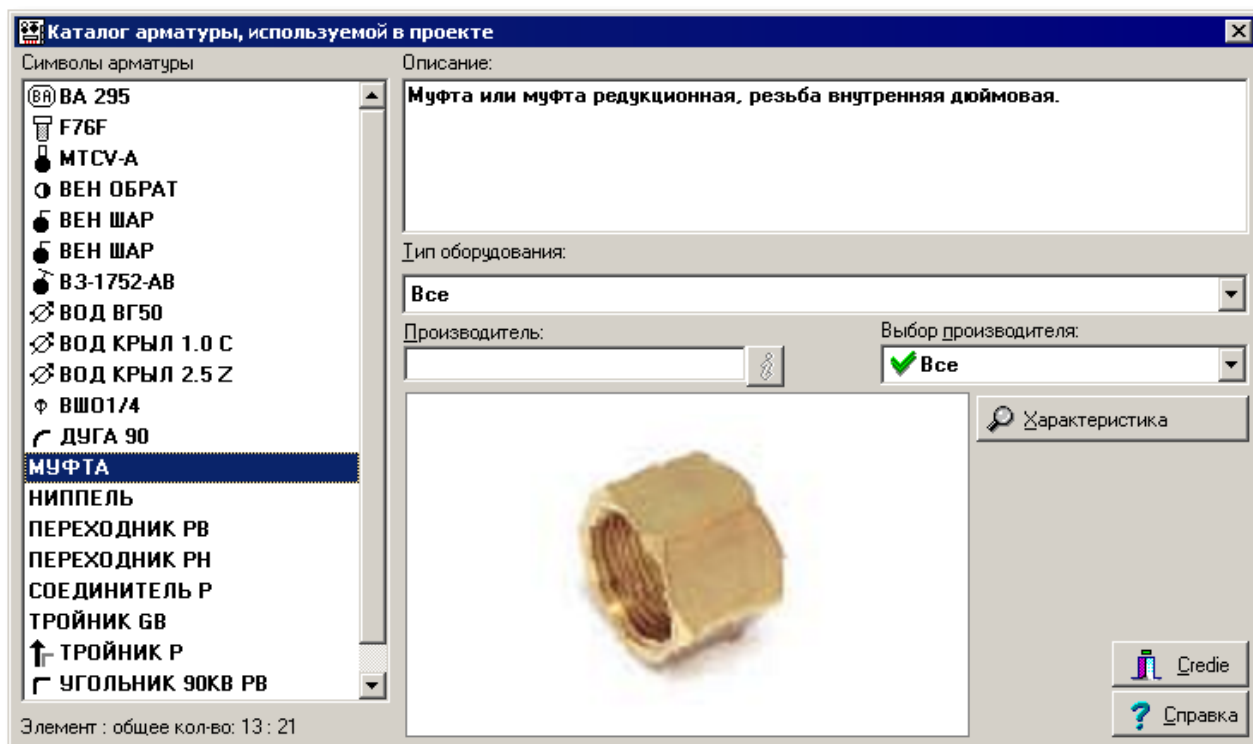 Каталог арматуры, используемой в проекте
Символы арматуры
BA BA 295
F76F
MTCV-A
ВЕН ОБРАТ
ВЕН ШАР
ВЕН ШАР
ВЗ-1752-АВ
ВОД ВГ50
ВОД КРЫЛ 1.0 C
ВОД КРЫЛ 2.5 Z
ВШО1/4
ДУГА 90
МУФТА
НИППЕЛЬ
ПЕРЕХОДНИК РВ
ПЕРЕХОДНИК РН
СОЕДИНИТЕЛЬ Р
ТРОЙНИК GB
ТРОЙНИК Р
УГОЛЬНИК 90КВ РВ
Элемент : общее кол-во: 13 : 21
Описание:
Муфта или муфта редукционная, резьба внутренняя дюймовая.
Тип оборудования:
Все
Производитель:
Выбор производителя:
Все
Характеристика
Credie
Справка